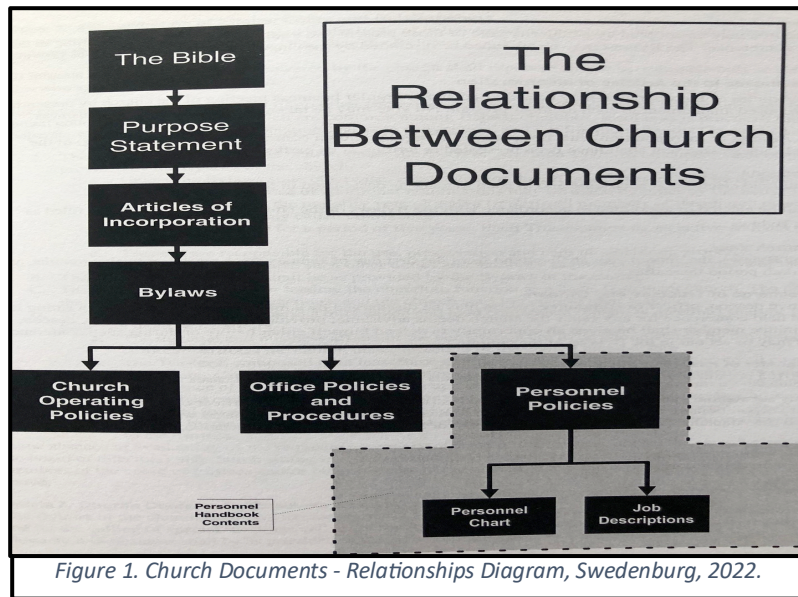 The Bible
The
Relationship
Between Church
Documents
Purpose
Statement
Articles of
Incorporation
Bylaws
Church
Operating
Policies
Office Policies
and
Procedures
Personnel
Policies
Personnel
Handbook
Contents
Personnel
Chart
Job
Descriptions
Figure 1. Church Documents - Relationships Diagram, Swedenburg, 2022.